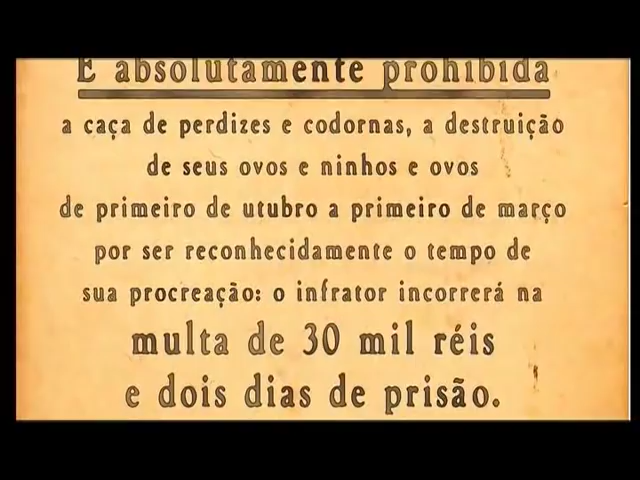 É absolutamente prohibida
a caça de perdizes e codornas, a destruição
de seus ovos e ninhos e ovos
de primeiro de utubro a primeiro de março
por ser reconhecidamente o tempo de
sua procreação: o infrator incorrerá na
multa de 30 mil réis
e dois dias de prisão.